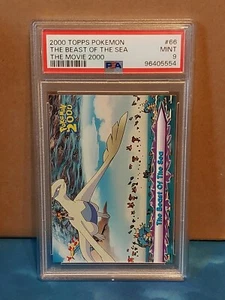 2000 TOPPS POKEMON #66
THE BEAST OF THE SEA MINT
THE MOVIE 2000 9
PSA 96405554
The Beast Of The Sea
2000